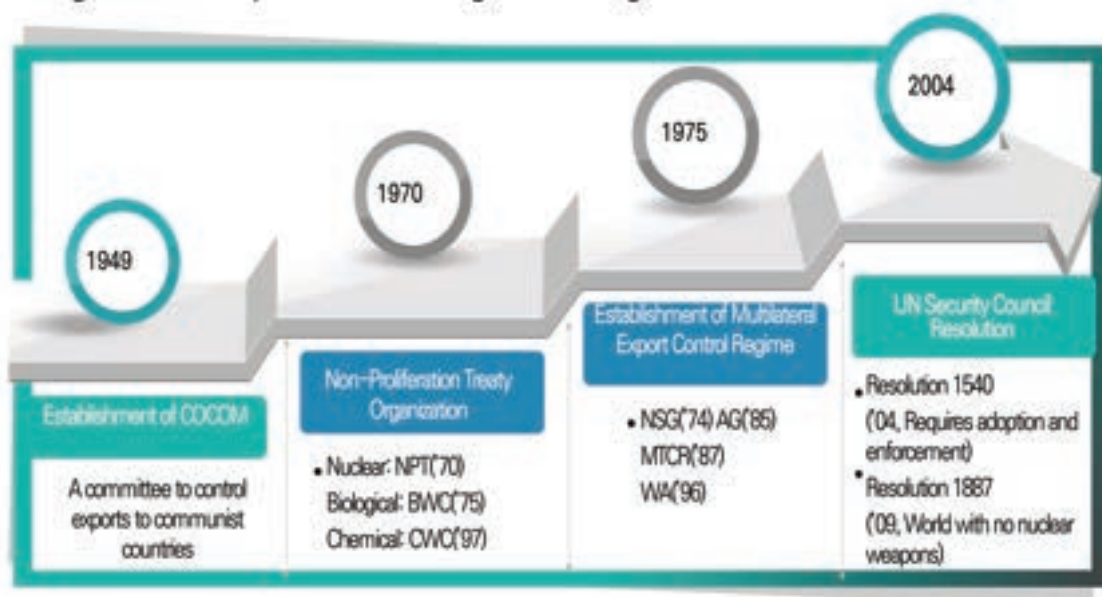 1949
Establishment of COCOM
A committee to control
exports to communist
countries
1970
Non-Proliferation Treaty
Organization
• Nuclear: NPT('70)
Biological: BWC('75)
Chemical: CWC('97)
1975
Establishment of Multilateral
Export Control Regime
• NSG('74) AG('85)
MTCR('87)
WA('96)
2004
UN Security Council
Resolution
• Resolution 1540
('04, Requires adoption and
enforcement)
• Resolution 1887
('09, World with no nuclear
weapons)